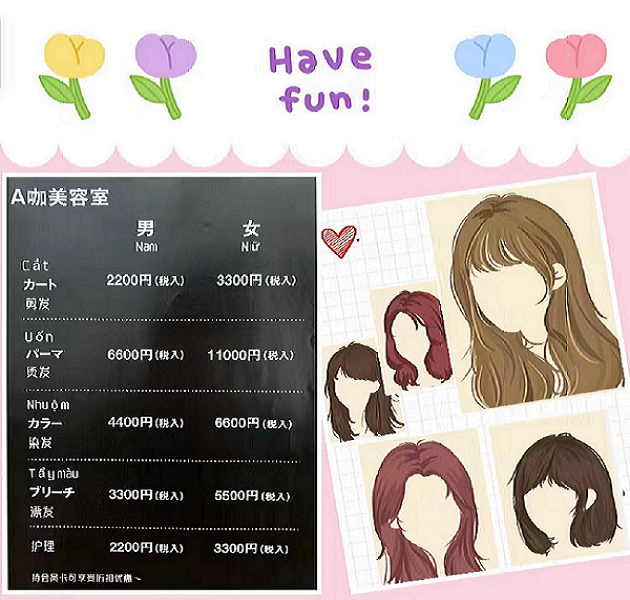 Have
fun!
A咖美容室
男 女
Nam Nữ
Cắt
カート 2200円(税入) 3300円(税入)
剪发
Uốn
パーマ 6600円(税入) 11000円(税入)
烫发
Nhuộm
カラー 4400円(税入) 6600円(税入)
染发
Tẩy màu
ブリーチ 3300円(税入) 5500円(税入)
漂发
护理 2200円(税入) 3300円(税入)
持会员卡可享受折扣优惠~